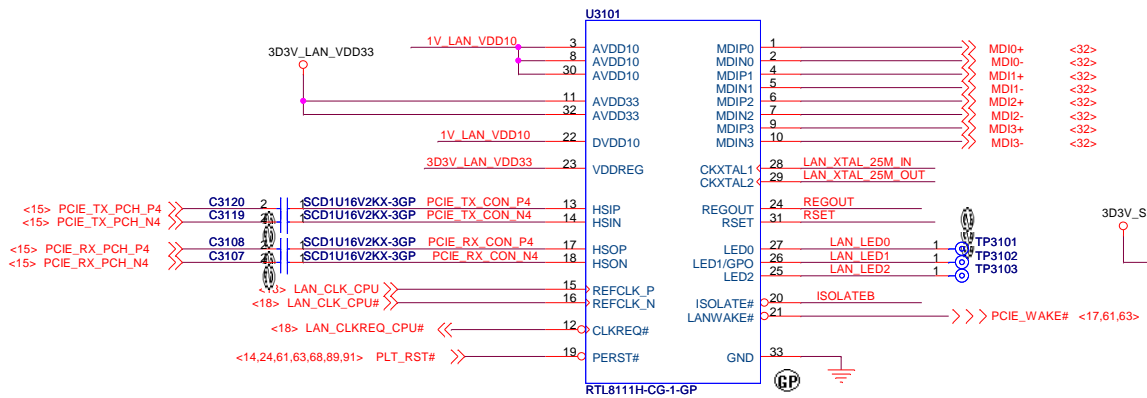 U3101
1V_LAN_VDD10 3 AVDD10 MDIP0 1 MDI0+ <32>
8 AVDD10 MDIN0 2 MDI0- <32>
3D3V_LAN_VDD33 30 AVDD10 MDIP1 4 MDI1+ <32>
MDIN1 5 MDI1- <32>
11 AVDD33 MDIP2 6 MDI2+ <32>
32 AVDD33 MDIN2 7 MDI2- <32>
MDIP3 9 MDI3+ <32>
1V_LAN_VDD10 22 DVDD10 MDIN3 10 MDI3- <32>
3D3V_LAN_VDD33 23 VDDREG CKXTAL1 28 LAN_XTAL_25M_IN
CKXTAL2 29 LAN_XTAL_25M_OUT
<15> PCIE_TX_PCH_P4 C3120 2 1 SCD1U16V2KX-3GP PCIE_TX_CON_P4 13 HSIP REGOUT 24 REGOUT
<15> PCIE_TX_PCH_N4 C3119 1 SCD1U16V2KX-3GP PCIE_TX_CON_N4 14 HSIN RSET 31 RSET
3D3V_S
<15> PCIE_RX_PCH_P4 C3108 1 SCD1U16V2KX-3GP PCIE_RX_CON_P4 17 HSOP LED0 27 LAN_LED0 1 TP3101
<15> PCIE_RX_PCH_N4 C3107 1 SCD1U16V2KX-3GP PCIE_RX_CON_N4 18 HSON LED1/GPO 26 LAN_LED1 1 TP3102
LED2 25 LAN_LED2 1 TP3103
LAN_CLK_CPU 15 REFCLK_P
<18> LAN_CLK_CPU# 16 REFCLK_N ISOLATE# 20 ISOLATEB
LANWAKE# 21 PCIE_WAKE# <17,61,63>
<18> LAN_CLKREQ_CPU# 12 CLKREQ#
<14,24,61,63,68,89,91> PLT_RST# 19 PERST# GND 33
GP
RTL8111H-CG-1-GP